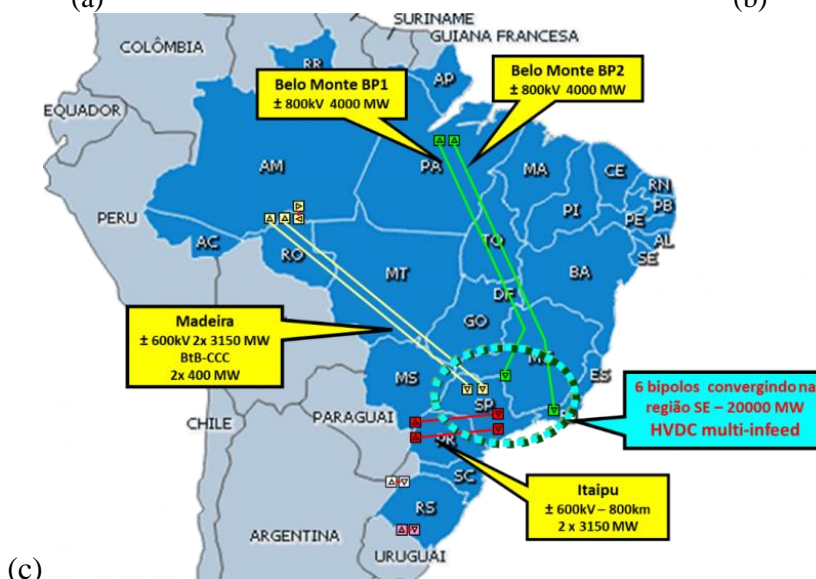 (a)
(b)
SURINAME
GUIANA FRANCESA
COLÔMBIA
RR
AP
Belo Monte BP1
± 800kV 4000 MW
Belo Monte BP2
± 800kV 4000 MW
EQUADOR
AM
PA
MA
CE
RN
PB
PE
PI
AL
SE
PERU
AC
RO
TO
BA
MT
DF
GO
Madeira
± 600kV 2x 3150 MW
BtB-CCC
2x 400 MW
MS
ES
SP
6 bipolos convergindo na
região SE – 20000 MW
HVDC multi-infeed
PARAGUAI
CHILE
PR
SC
Itaipu
± 600kV – 800km
2 x 3150 MW
RS
ARGENTINA
URUGUAI
(c)